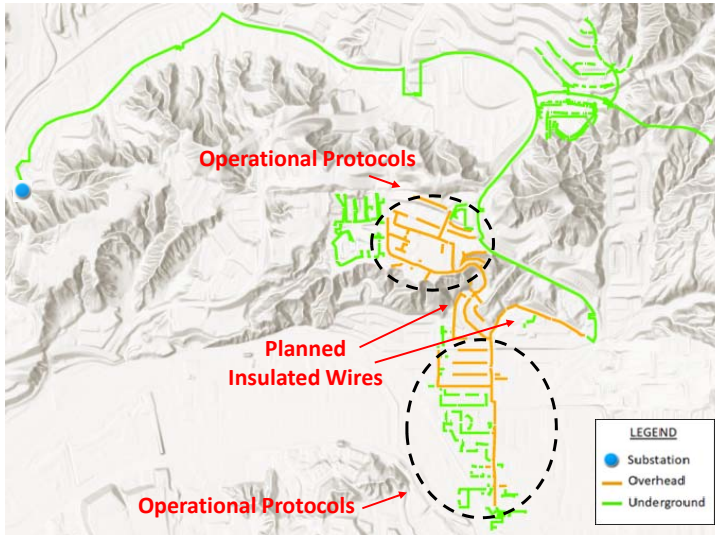 Operational Protocols
Planned
Insulated Wires
Operational Protocols
LEGEND
Substation
Overhead
Underground